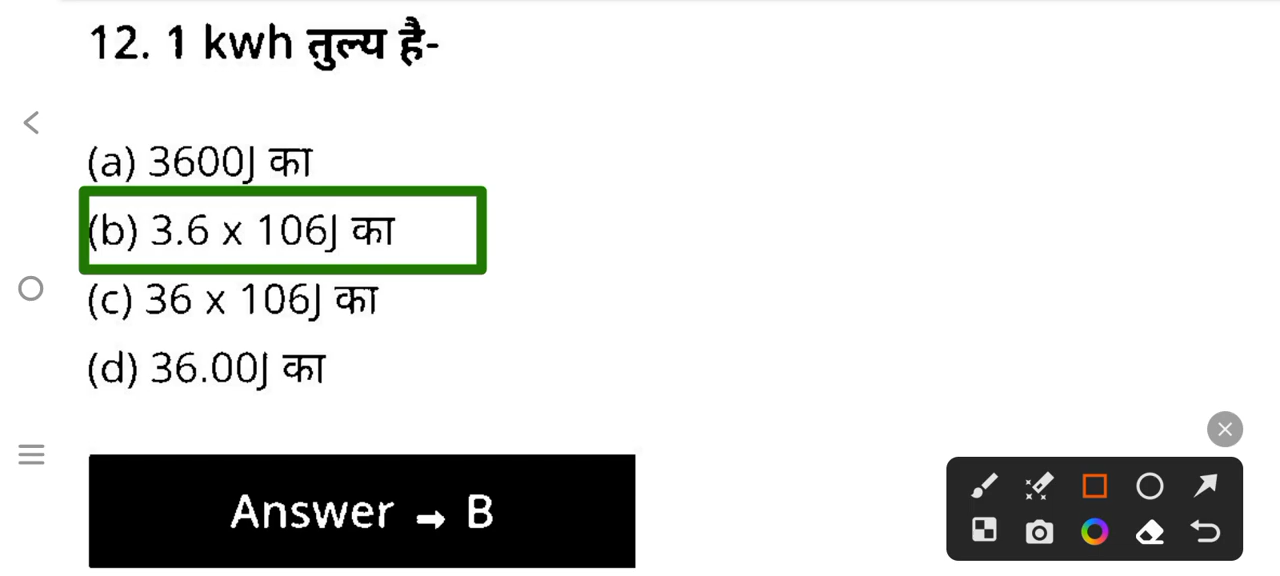 12. 1 kwh तुल्य है-
(a) 3600J का
(b) 3.6 x 106J का
(c) 36 x 106J का
(d) 36.00J का
Answer ➡ B